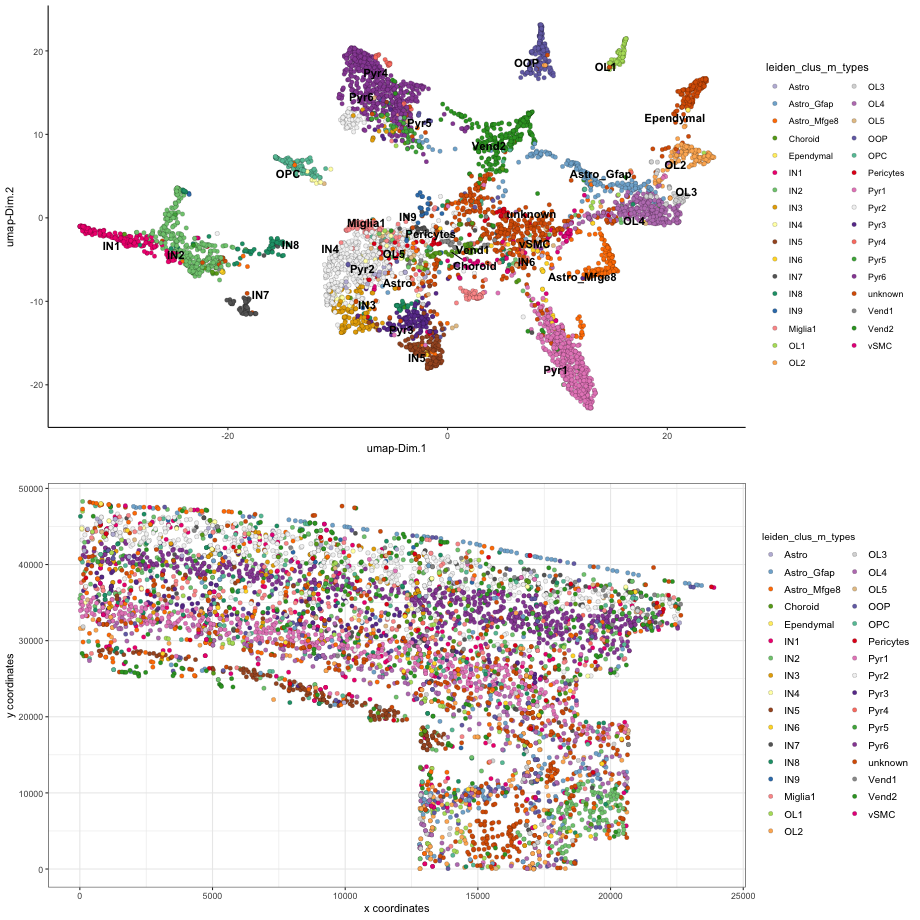 leiden_clus_m_types
Astro
Astro_Gfap
Astro_Mfge8
Choroid
Ependymal
IN1
IN2
IN3
IN4
IN5
IN6
IN7
IN8
IN9
Miglia1
OL1
OL2
OL3
OL4
OL5
OOP
OPC
Pericytes
Pyr1
Pyr2
Pyr3
Pyr4
Pyr5
Pyr6
unknown
Vend1
Vend2
vSMC
umap-Dim.2
20
10
0
-10
-20
OOP
OL1
Pyr4
Pyr6
Pyr5
Ependymal
Vend2
OL2
OPC
Astro_Gfap
OL3
IN9
unknown
OL4
Miglia1
Pericytes
IN1
IN2
IN8
IN4
OL5
Vend1
vSMC
Pyr2
Choroid
IN6
Astro
Astro_Mfge8
IN7
IN3
Pyr3
IN5
Pyr1
-20
0
20
umap-Dim.1
y coordinates
50000
40000
30000
20000
10000
0
0
5000
10000
15000
20000
25000
x coordinates
leiden_clus_m_types
Astro
Astro_Gfap
Astro_Mfge8
Choroid
Ependymal
IN1
IN2
IN3
IN4
IN5
IN6
IN7
IN8
IN9
Miglia1
OL1
OL2
OL3
OL4
OL5
OOP
OPC
Pericytes
Pyr1
Pyr2
Pyr3
Pyr4
Pyr5
Pyr6
unknown
Vend1
Vend2
vSMC